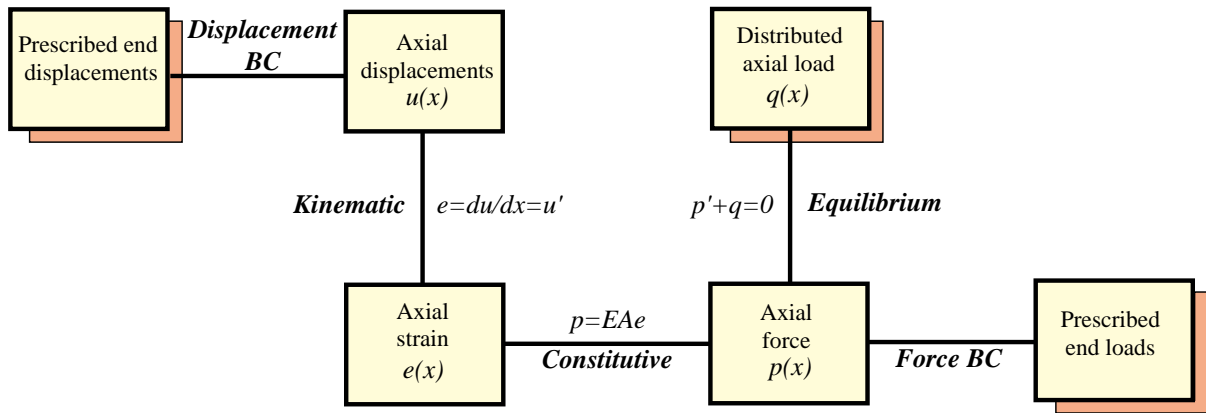 Prescribed end
displacements
Displacement
BC
Axial
displacements
u(x)
Distributed
axial load
q(x)
Kinematic
e=du/dx=u'
p'+q=0
Equilibrium
Axial
strain
e(x)
p=EAe
Constitutive
Axial
force
p(x)
Force BC
Prescribed
end loads